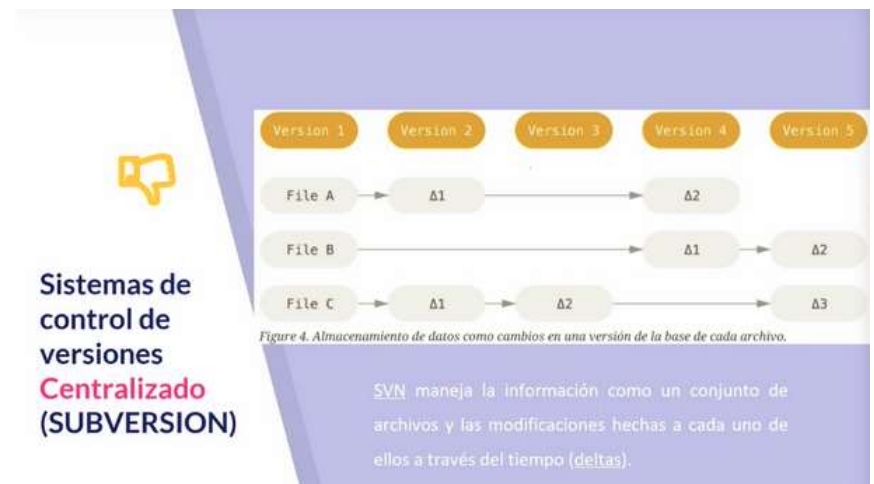 Version 1 Version 2 Version 3 Version 4 Version 5
File A Δ1 Δ2
File B Δ1 Δ2
File C Δ1 Δ2 Δ3
Figure 4. Almacenamiento de datos como cambios en una versión de la base de cada archivo.
Sistemas de
control de
versiones
Centralizado
(SUBVERSION)
SVN maneja la información como un conjunto de
archivos y las modificaciones hechas a cada uno de
ellos a través del tiempo (deltas).